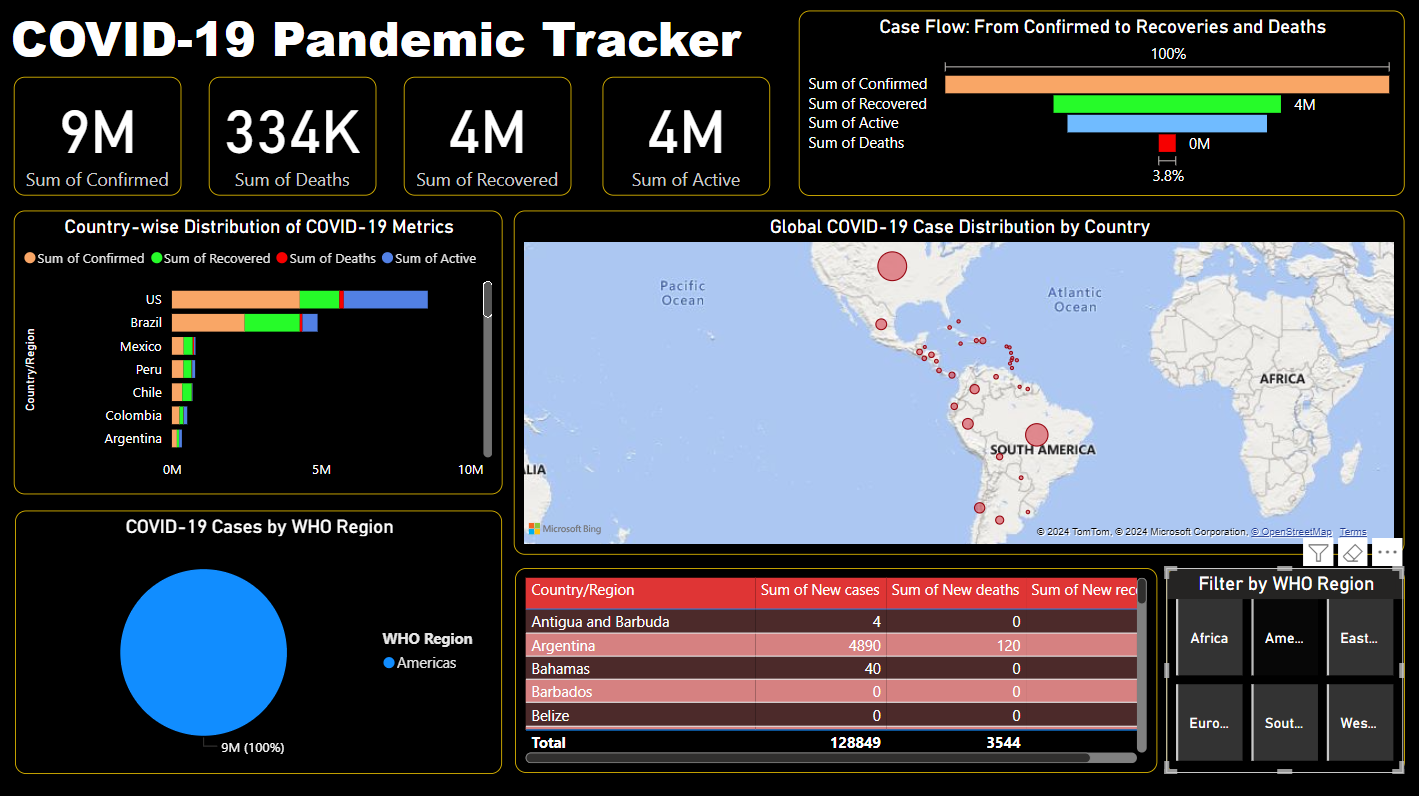 COVID-19 Pandemic Tracker
9M
Sum of Confirmed
334K
Sum of Deaths
4M
Sum of Recovered
4M
Sum of Active
Case Flow: From Confirmed to Recoveries and Deaths
100%
Sum of Confirmed
Sum of Recovered 4M
Sum of Active
Sum of Deaths 0M
3.8%
Country-wise Distribution of COVID-19 Metrics
Sum of Confirmed Sum of Recovered Sum of Deaths Sum of Active
Country/Region
US
Brazil
Mexico
Peru
Chile
Colombia
Argentina
0M 5M 10M
Global COVID-19 Case Distribution by Country
Pacific
Ocean
Atlantic
Ocean
AFRICA
SOUTH AMERICA
LIA
Microsoft Bing
© 2024 TomTom, © 2024 Microsoft Corporation, © OpenStreetMap Terms
COVID-19 Cases by WHO Region
WHO Region
Americas
9M (100%)
Country/Region Sum of New cases Sum of New deaths Sum of New rec
Antigua and Barbuda 4 0
Argentina 4890 120
Bahamas 40 0
Barbados 0 0
Belize 0 0
Total 128849 3544
Filter by WHO Region
Africa Ame... East...
Euro... Sout... Wes...